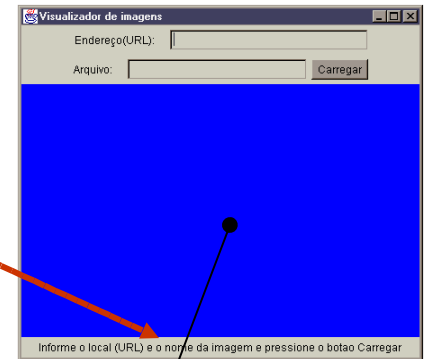 Visualizador de imagens
Endereço(URL):
Arquivo:
Carregar
Informe o local (URL) e o nome da imagem e pressione o botao Carregar